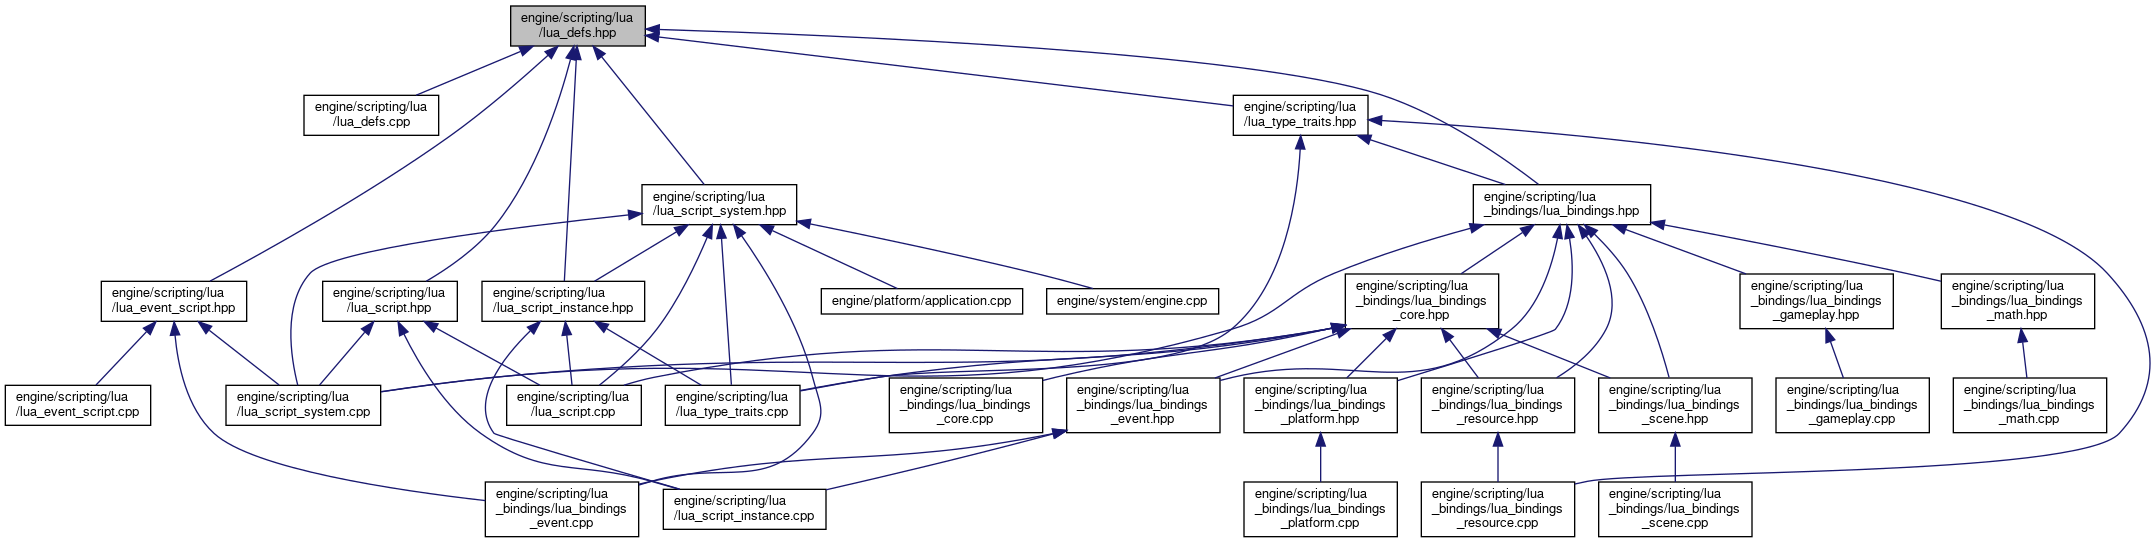 engine/scripting/lua
/lua_defs.hpp
engine/scripting/lua
/lua_defs.cpp
engine/scripting/lua
/lua_type_traits.hpp
engine/scripting/lua
/lua_script_system.hpp
engine/scripting/lua
_bindings/lua_bindings.hpp
engine/scripting/lua
/lua_event_script.hpp
engine/scripting/lua
/lua_script.hpp
engine/scripting/lua
/lua_script_instance.hpp
engine/platform/application.cpp
engine/system/engine.cpp
engine/scripting/lua
_bindings/lua_bindings
_core.hpp
engine/scripting/lua
_bindings/lua_bindings
_gameplay.hpp
engine/scripting/lua
_bindings/lua_bindings
_math.hpp
engine/scripting/lua
/lua_event_script.cpp
engine/scripting/lua
/lua_script_system.cpp
engine/scripting/lua
/lua_script.cpp
engine/scripting/lua
/lua_type_traits.cpp
engine/scripting/lua
_bindings/lua_bindings
_core.cpp
engine/scripting/lua
_bindings/lua_bindings
_event.hpp
engine/scripting/lua
_bindings/lua_bindings
_platform.hpp
engine/scripting/lua
_bindings/lua_bindings
_resource.hpp
engine/scripting/lua
_bindings/lua_bindings
_scene.hpp
engine/scripting/lua
_bindings/lua_bindings
_gameplay.cpp
engine/scripting/lua
_bindings/lua_bindings
_math.cpp
engine/scripting/lua
_bindings/lua_bindings
_event.cpp
engine/scripting/lua
/lua_script_instance.cpp
engine/scripting/lua
_bindings/lua_bindings
_platform.cpp
engine/scripting/lua
_bindings/lua_bindings
_resource.cpp
engine/scripting/lua
_bindings/lua_bindings
_scene.cpp